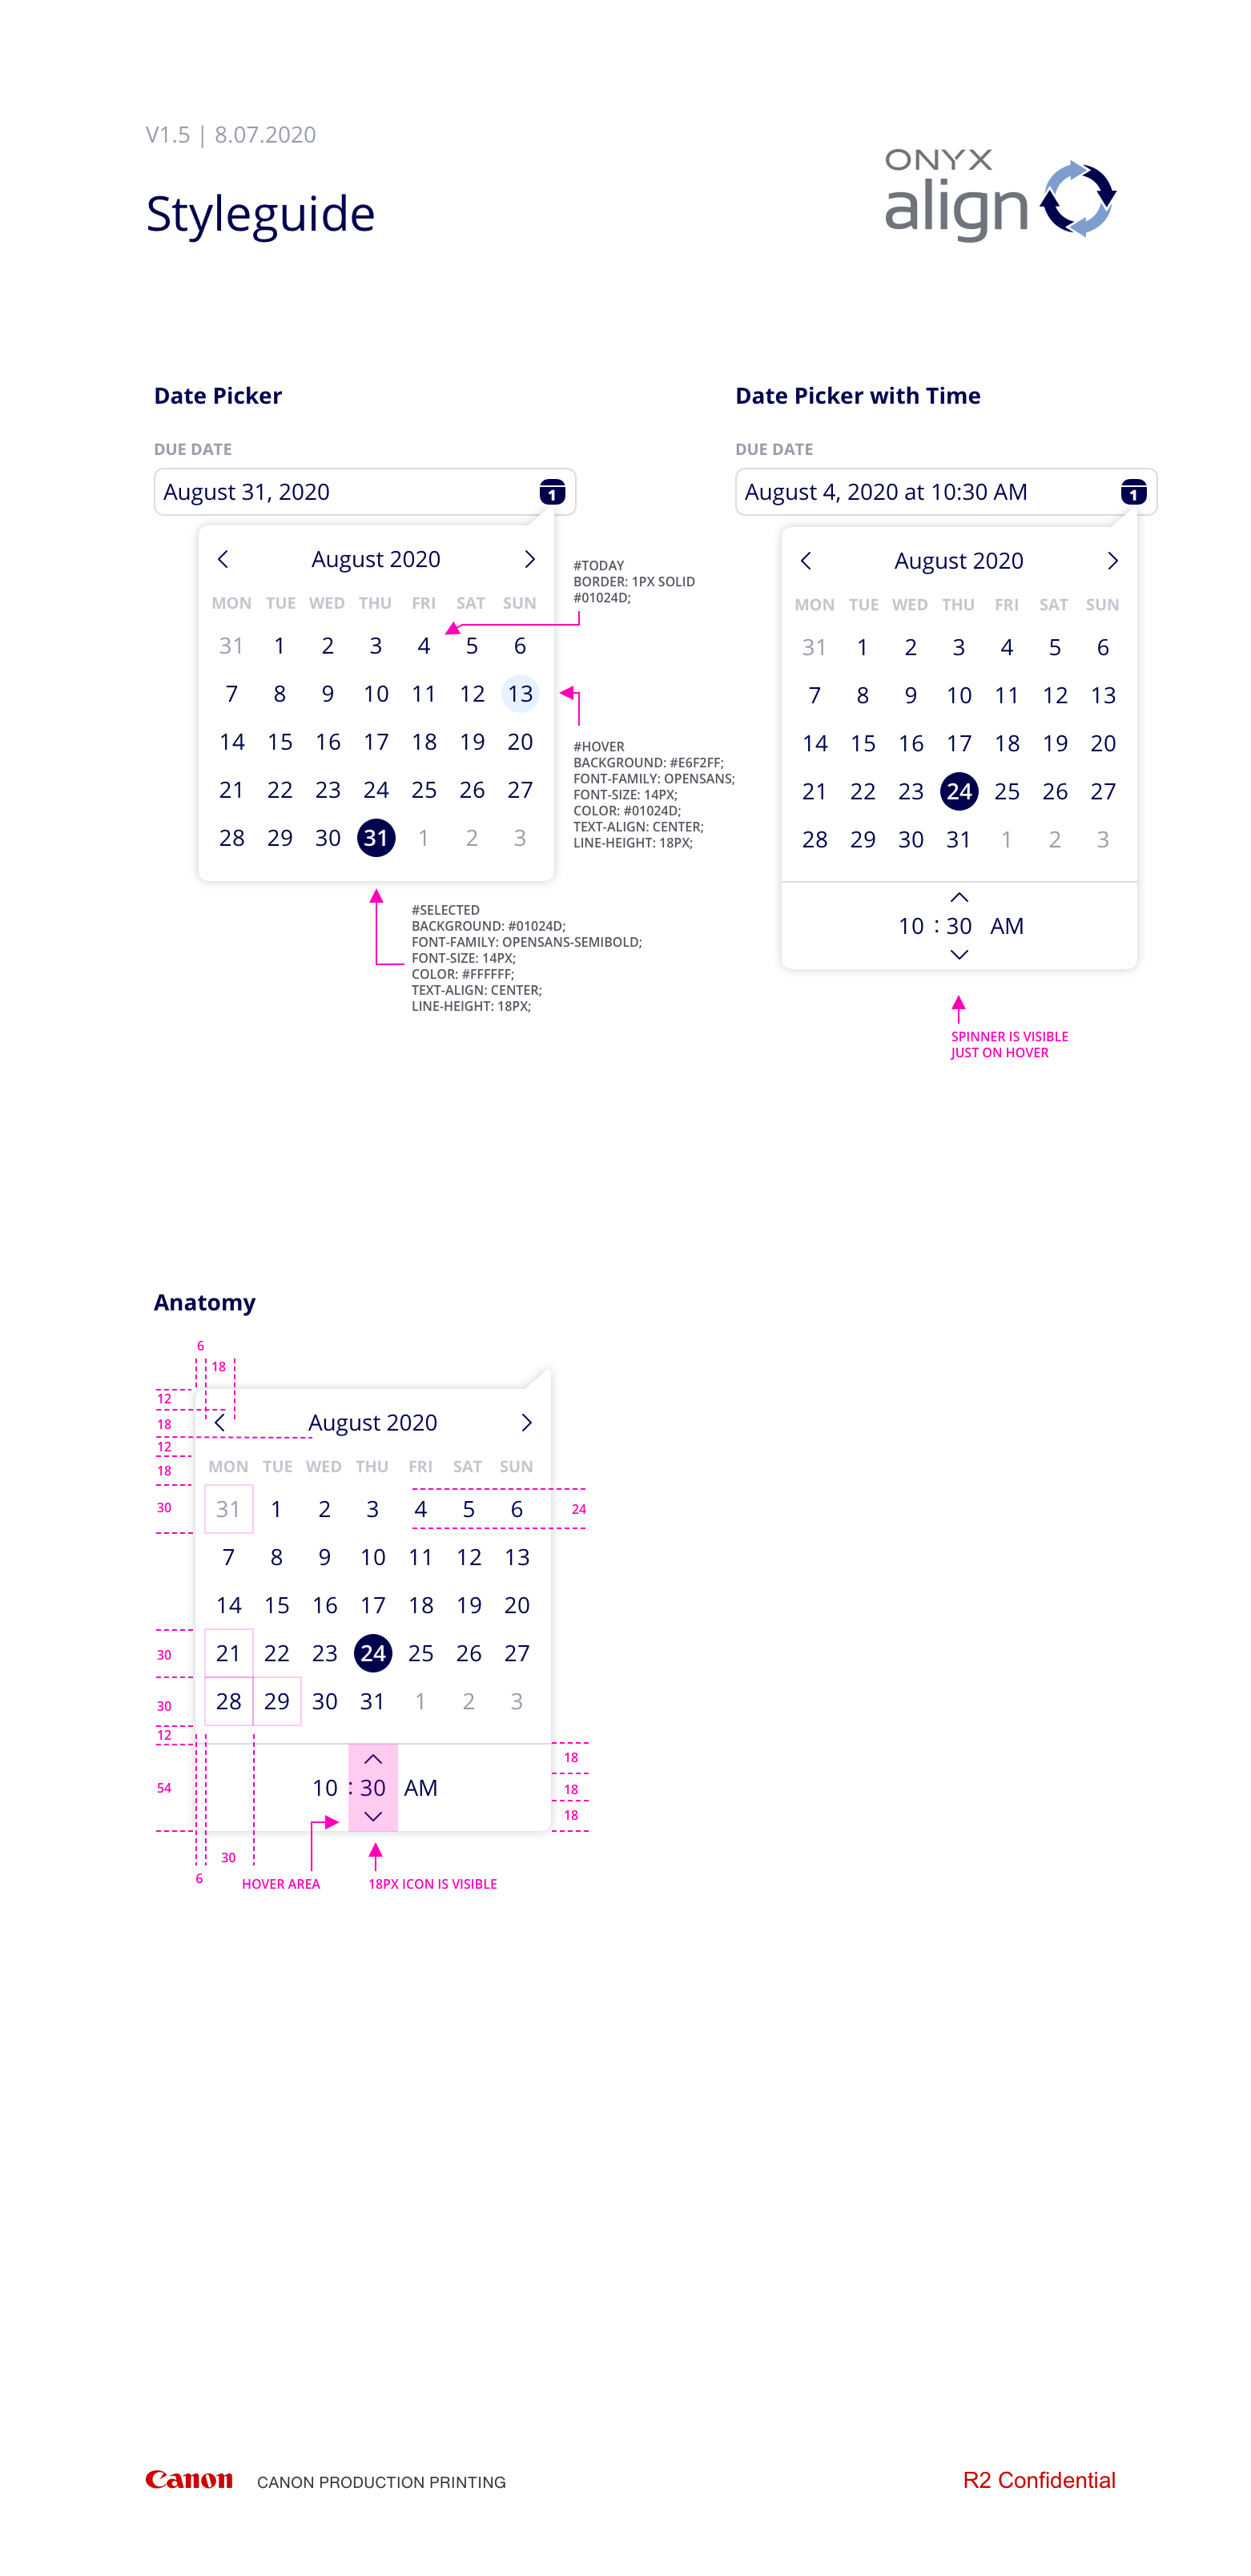 V1.5 | 8.07.2020
Styleguide
ONYX
align
Date Picker
DUE DATE
August 31, 2020
1
August 2020
MON TUE WED THU FRI SAT SUN
31 1 2 3 4 5 6
7 8 9 10 11 12 13
14 15 16 17 18 19 20
21 22 23 24 25 26 27
28 29 30 31 1 2 3
#TODAY
BORDER: 1PX SOLID
#01024D;
#HOVER
BACKGROUND: #E6F2FF;
FONT-FAMILY: OPENSANS;
FONT-SIZE: 14PX;
COLOR: #01024D;
TEXT-ALIGN: CENTER;
LINE-HEIGHT: 18PX;
#SELECTED
BACKGROUND: #01024D;
FONT-FAMILY: OPENSANS-SEMIBOLD;
FONT-SIZE: 14PX;
COLOR: #FFFFFF;
TEXT-ALIGN: CENTER;
LINE-HEIGHT: 18PX;
Date Picker with Time
DUE DATE
August 4, 2020 at 10:30 AM
1
August 2020
MON TUE WED THU FRI SAT SUN
31 1 2 3 4 5 6
7 8 9 10 11 12 13
14 15 16 17 18 19 20
21 22 23 24 25 26 27
28 29 30 31 1 2 3
10 : 30 AM
SPINNER IS VISIBLE
JUST ON HOVER
Anatomy
6
18
12
18
12
18
30
30
30
12
54
August 2020
MON TUE WED THU FRI SAT SUN
31 1 2 3 4 5 6
7 8 9 10 11 12 13
14 15 16 17 18 19 20
21 22 23 24 25 26 27
28 29 30 31 1 2 3
10 : 30 AM
24
18
18
18
30
6
HOVER AREA
18PX ICON IS VISIBLE
Canon CANON PRODUCTION PRINTING
R2 Confidential